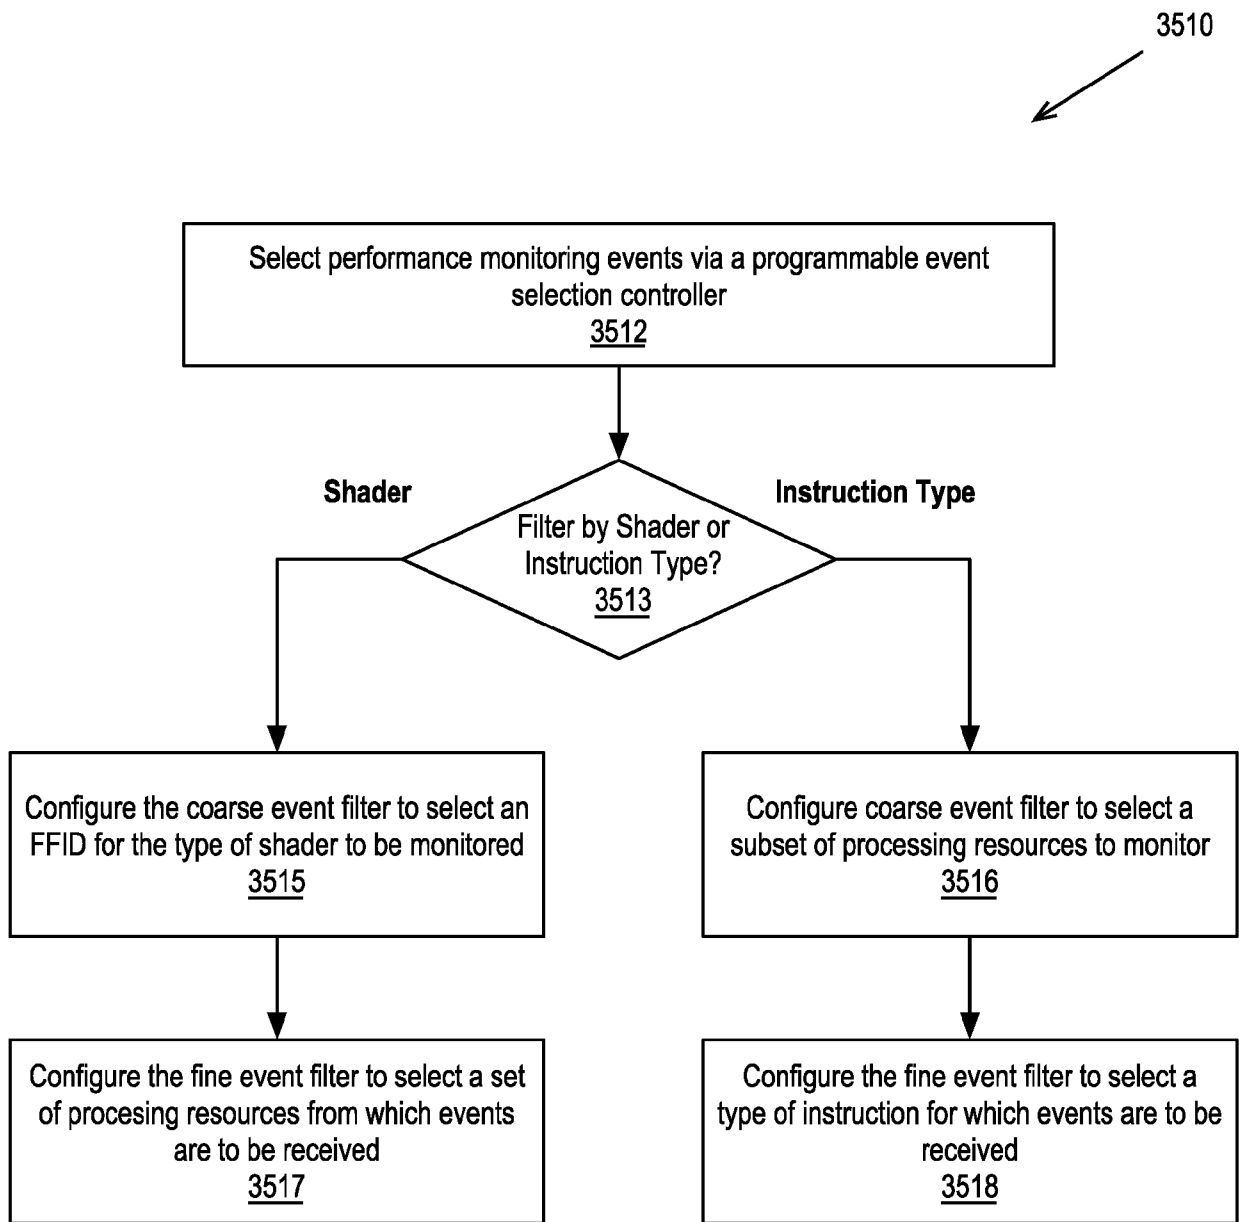 3510
Select performance monitoring events via a programmable event
selection controller
3512
Shader
Instruction Type
Filter by Shader or
Instruction Type?
3513
Configure the coarse event filter to select an
FFID for the type of shader to be monitored
3515
Configure coarse event filter to select a
subset of processing resources to monitor
3516
Configure the fine event filter to select a set
of procesing resources from which events
are to be received
3517
Configure the fine event filter to select a
type of instruction for which events are to be
received
3518